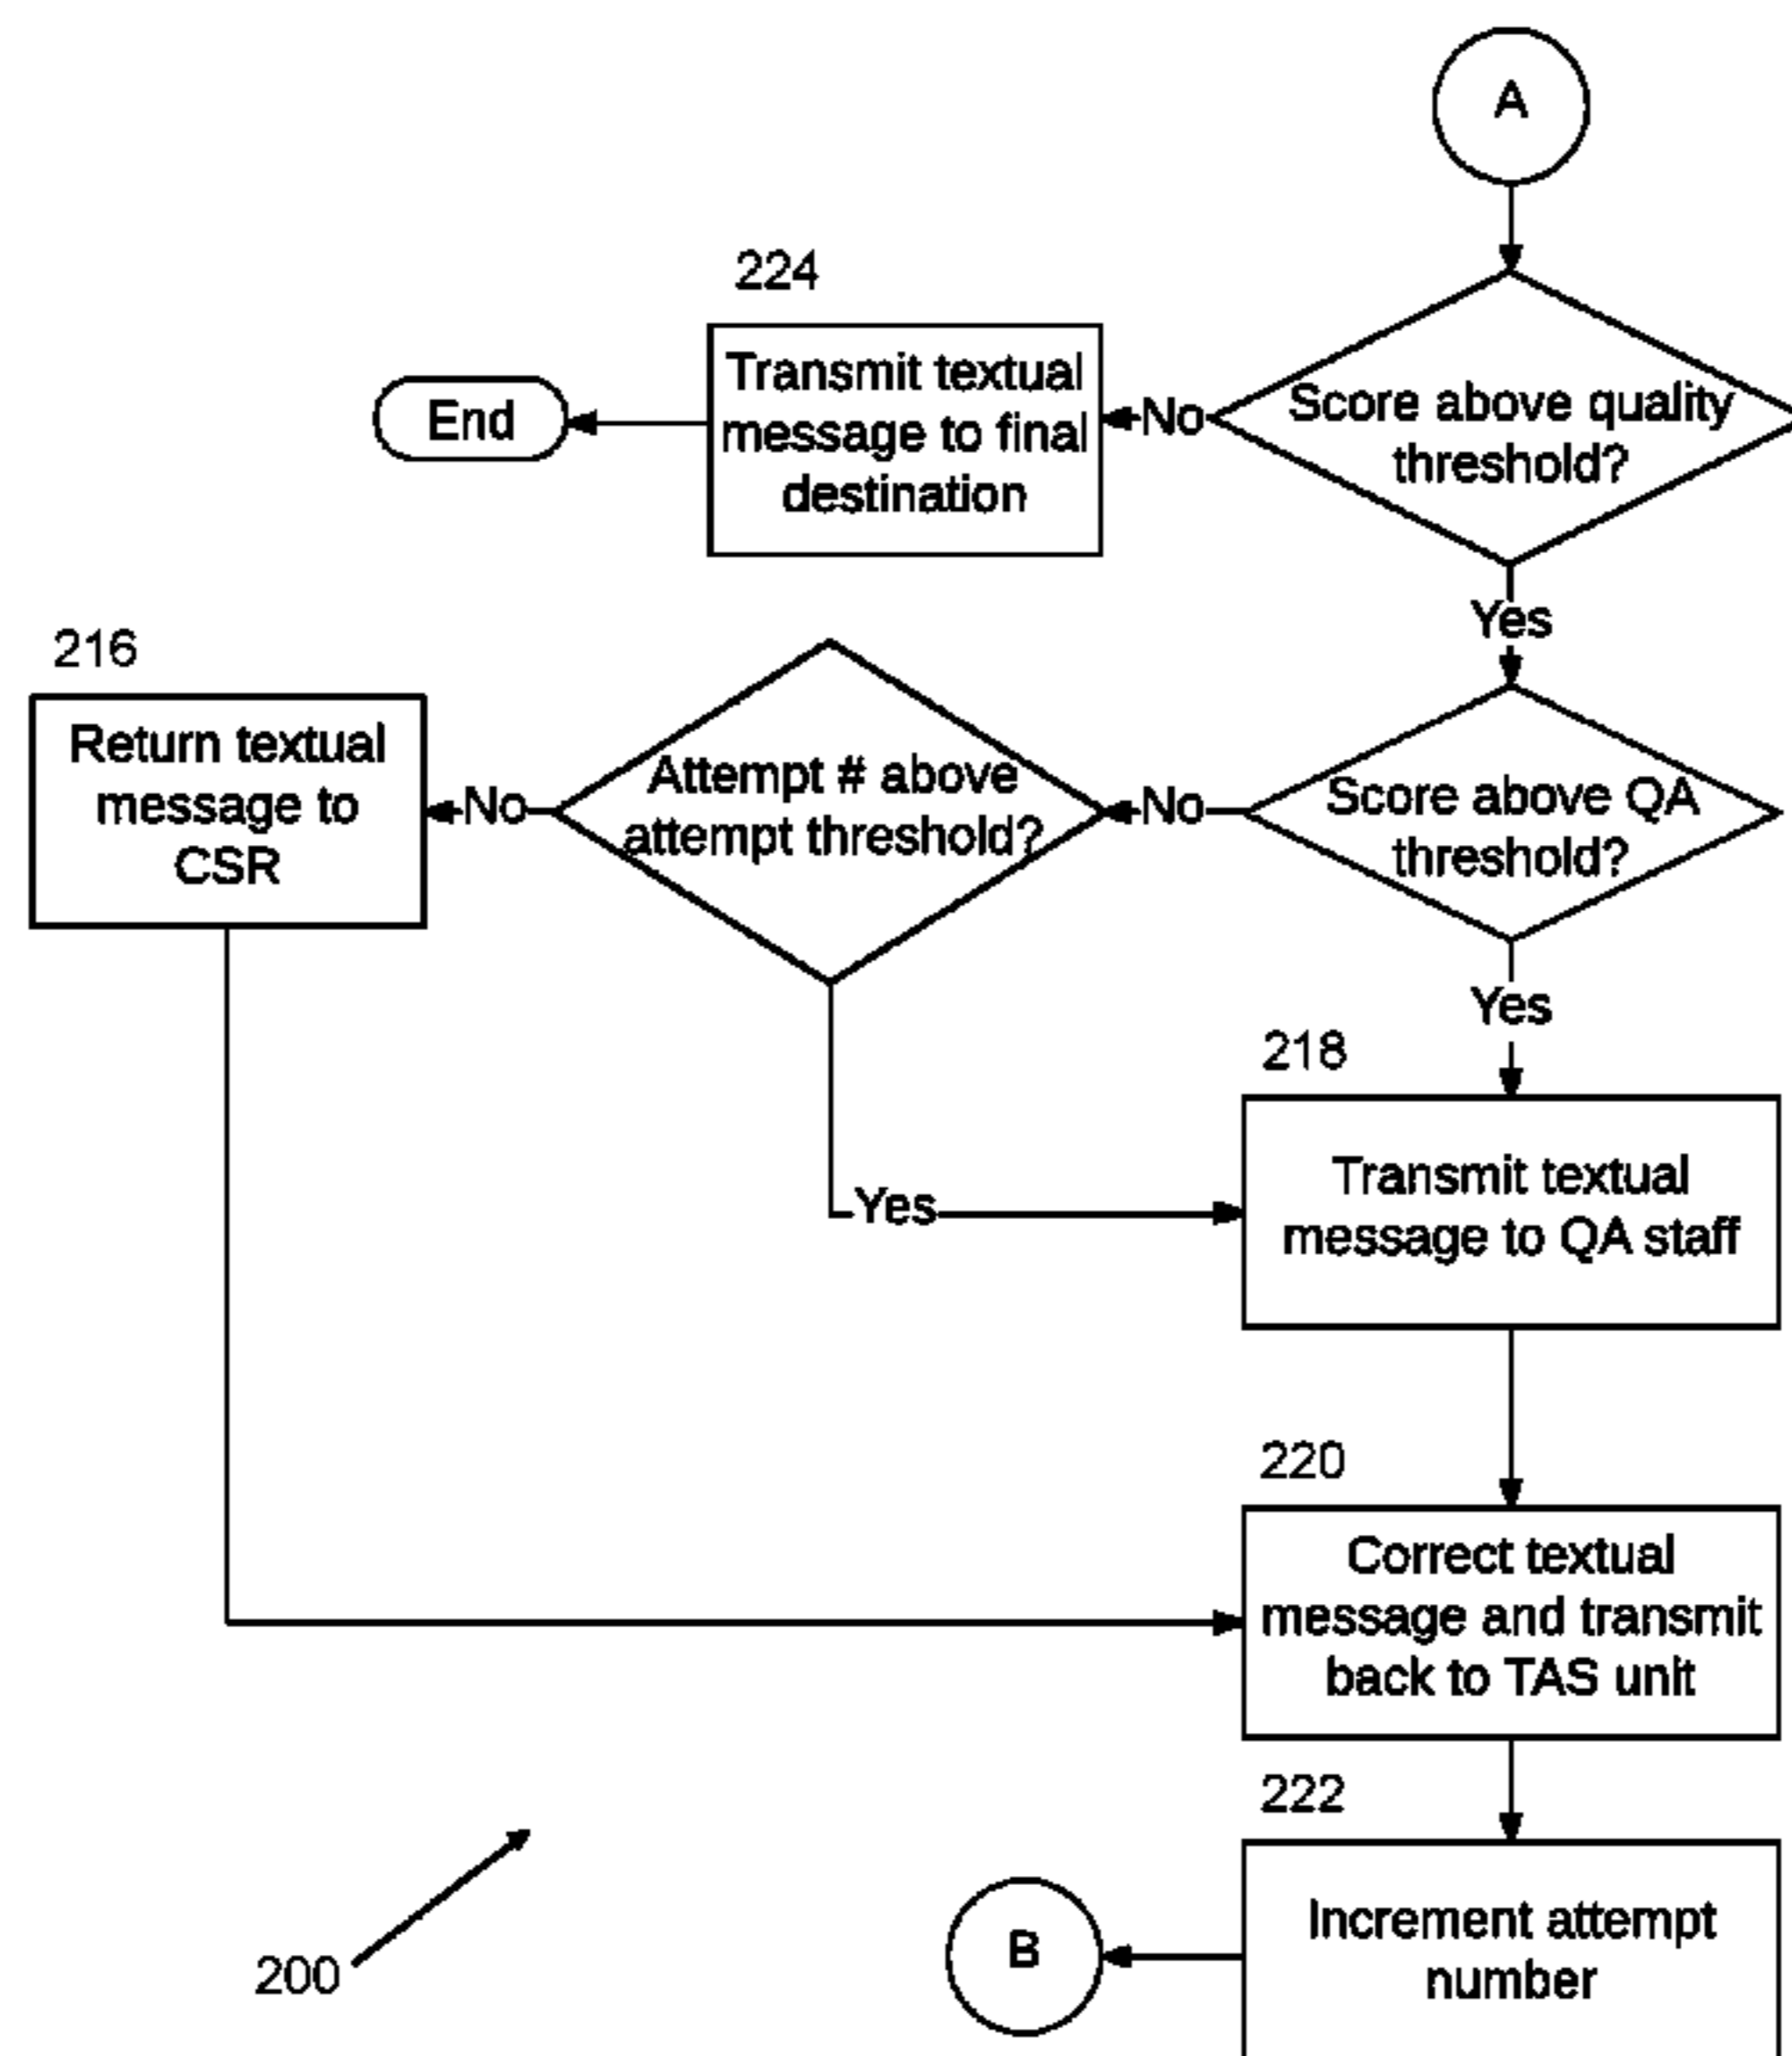 A
224
Transmit textual
message to final
destination
End
No
Score above quality
threshold?
Yes
216
Return textual
message to
CSR
No
Attempt # above
attempt threshold?
No
Score above QA
threshold?
Yes
218
Transmit textual
message to QA staff
Yes
220
Correct textual
message and transmit
back to TAS unit
222
Increment attempt
number
B
200